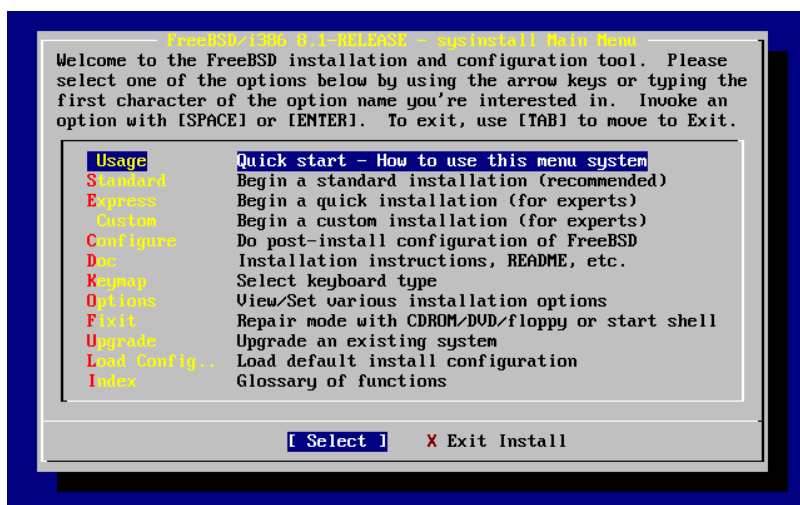 FreeBSD/i386 8.1-RELEASE - sysinstall Main Menu
Welcome to the FreeBSD installation and configuration tool.  Please
select one of the options below by using the arrow keys or typing the
first character of the option name you're interested in.  Invoke an
option with [SPACE] or [ENTER].  To exit, use [TAB] to move to Exit.
Usage Quick start - How to use this menu system
Standard Begin a standard installation (recommended)
Express Begin a quick installation (for experts)
Custom Begin a custom installation (for experts)
Configure Do post-install configuration of FreeBSD
Doc Installation instructions, README, etc.
Keymap Select keyboard type
Options View/Set various installation options
Fixit Repair mode with CDROM/DVD/floppy or start shell
Upgrade Upgrade an existing system
Load Config.. Load default install configuration
Index Glossary of functions
[ Select ] X Exit Install